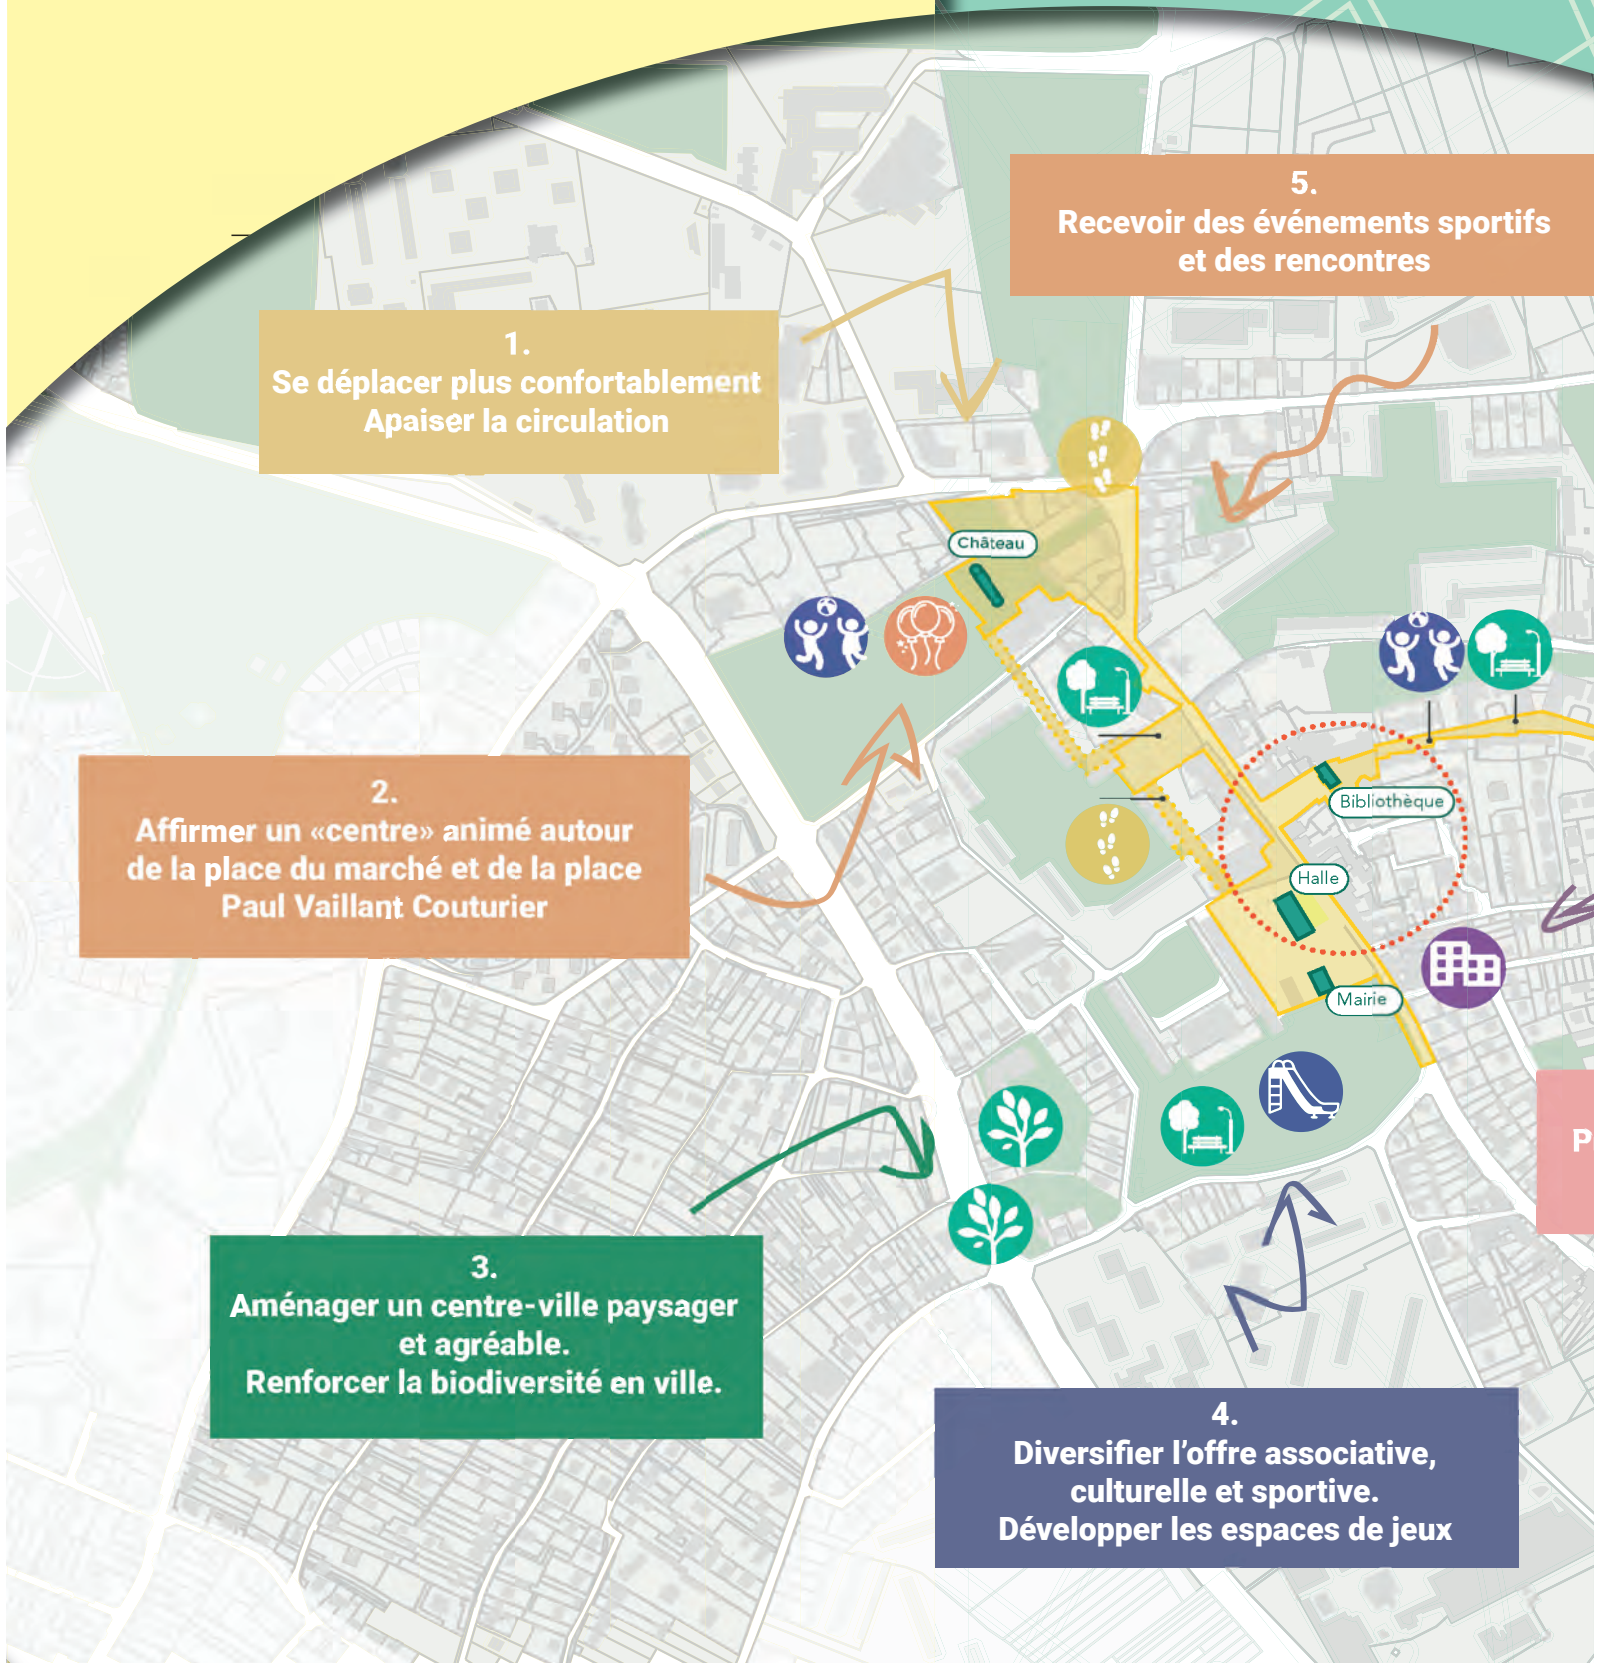 5.
Recevoir des événements sportifs
et des rencontres
1.
Se déplacer plus confortablement
Apaiser la circulation
Château
2.
Affirmer un «centre» animé autour
de la place du marché et de la place
Paul Vaillant Couturier
Bibliothèque
Halle
Mairie
P
3.
Aménager un centre-ville paysager
et agréable.
Renforcer la biodiversité en ville.
4.
Diversifier l'offre associative,
culturelle et sportive.
Développer les espaces de jeux